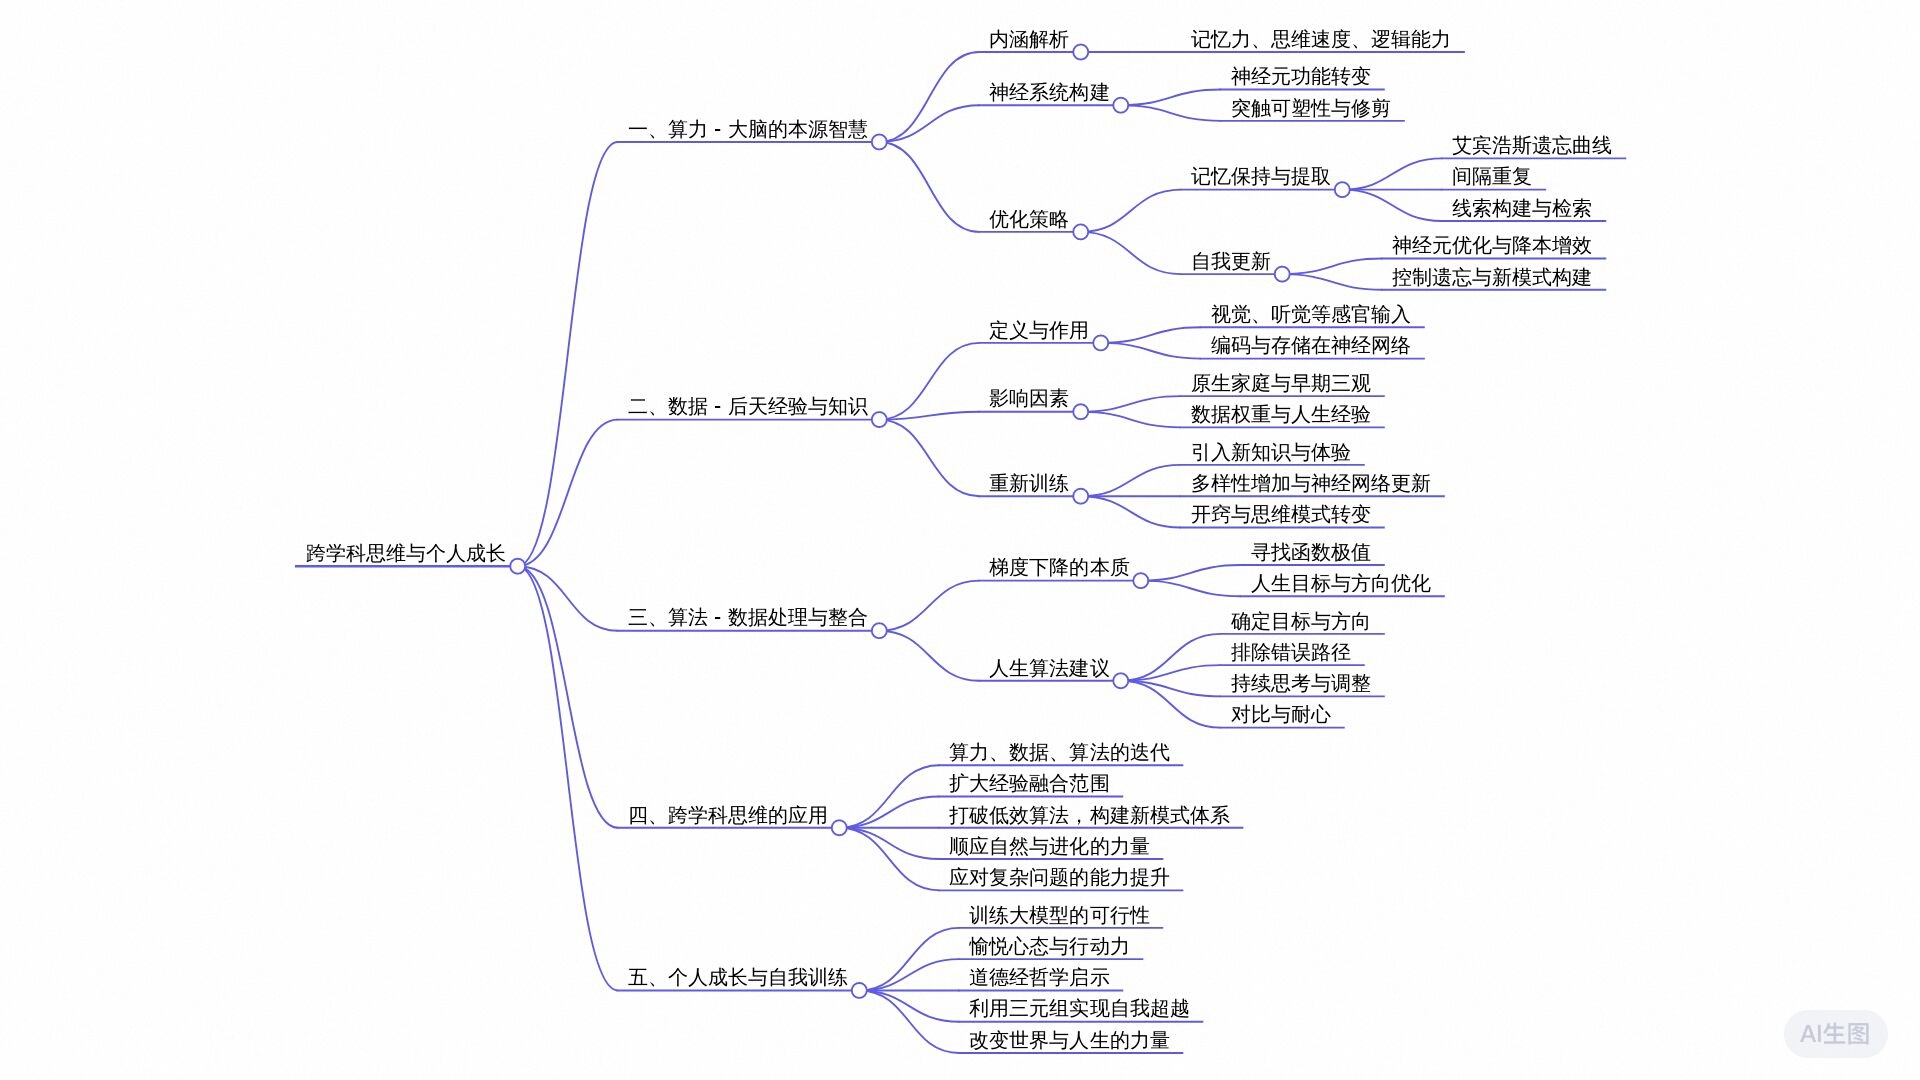 跨学科思维与个人成长
一、算力 - 大脑的本源智慧
内涵解析
记忆力、思维速度、逻辑能力
神经系统构建
神经元功能转变
突触可塑性与修剪
优化策略
记忆保持与提取
艾宾浩斯遗忘曲线
间隔重复
线索构建与检索
自我更新
神经元优化与降本增效
控制遗忘与新模式构建
二、数据 - 后天经验与知识
定义与作用
视觉、听觉等感官输入
编码与存储在神经网络
影响因素
原生家庭与早期三观
数据权重与人生经验
重新训练
引入新知识与体验
多样性增加与神经网络更新
开窍与思维模式转变
三、算法 - 数据处理与整合
梯度下降的本质
寻找函数极值
人生目标与方向优化
人生算法建议
确定目标与方向
排除错误路径
持续思考与调整
对比与耐心
四、跨学科思维的应用
算力、数据、算法的迭代
扩大经验融合范围
打破低效算法，构建新模式体系
顺应自然与进化的力量
应对复杂问题的能力提升
五、个人成长与自我训练
训练大模型的可行性
愉悦心态与行动力
道德经哲学启示
利用三元组实现自我超越
改变世界与人生的力量
AI生图